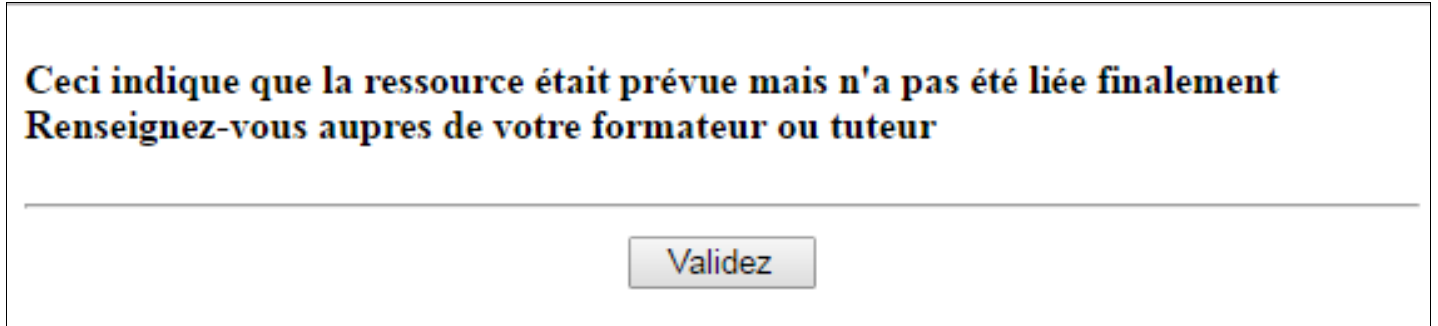 Ceci indique que la ressource était prévue mais n'a pas été liée finalement
Renseignez-vous aupres de votre formateur ou tuteur
Validez